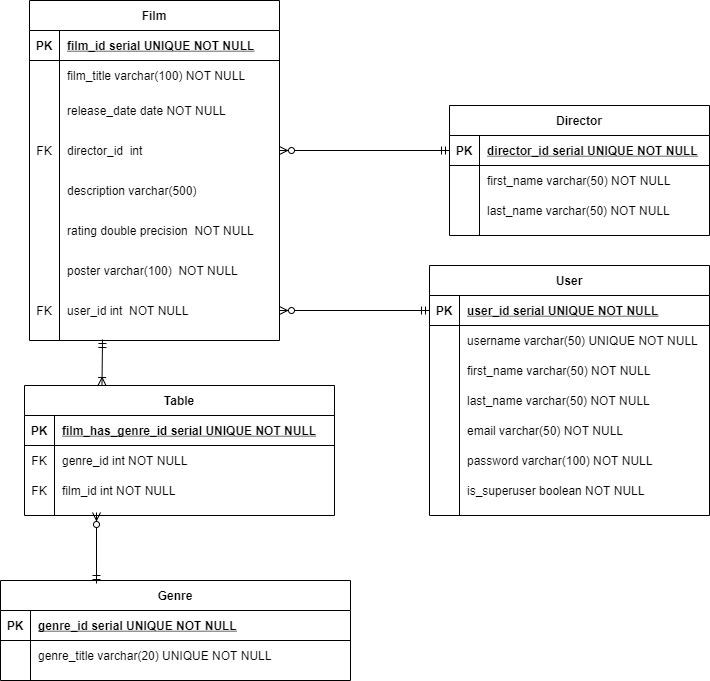 Film
PK film_id serial UNIQUE NOT NULL
film_title varchar(100) NOT NULL
release_date date NOT NULL
FK director_id int
description varchar(500)
rating double precision NOT NULL
poster varchar(100) NOT NULL
FK user_id int NOT NULL
Director
PK director_id serial UNIQUE NOT NULL
first_name varchar(50) NOT NULL
last_name varchar(50) NOT NULL
User
PK user_id serial UNIQUE NOT NULL
username varchar(50) UNIQUE NOT NULL
first_name varchar(50) NOT NULL
last_name varchar(50) NOT NULL
email varchar(50) NOT NULL
password varchar(100) NOT NULL
is_superuser boolean NOT NULL
Table
PK film_has_genre_id serial UNIQUE NOT NULL
FK genre_id int NOT NULL
FK film_id int NOT NULL
Genre
PK genre_id serial UNIQUE NOT NULL
genre_title varchar(20) UNIQUE NOT NULL